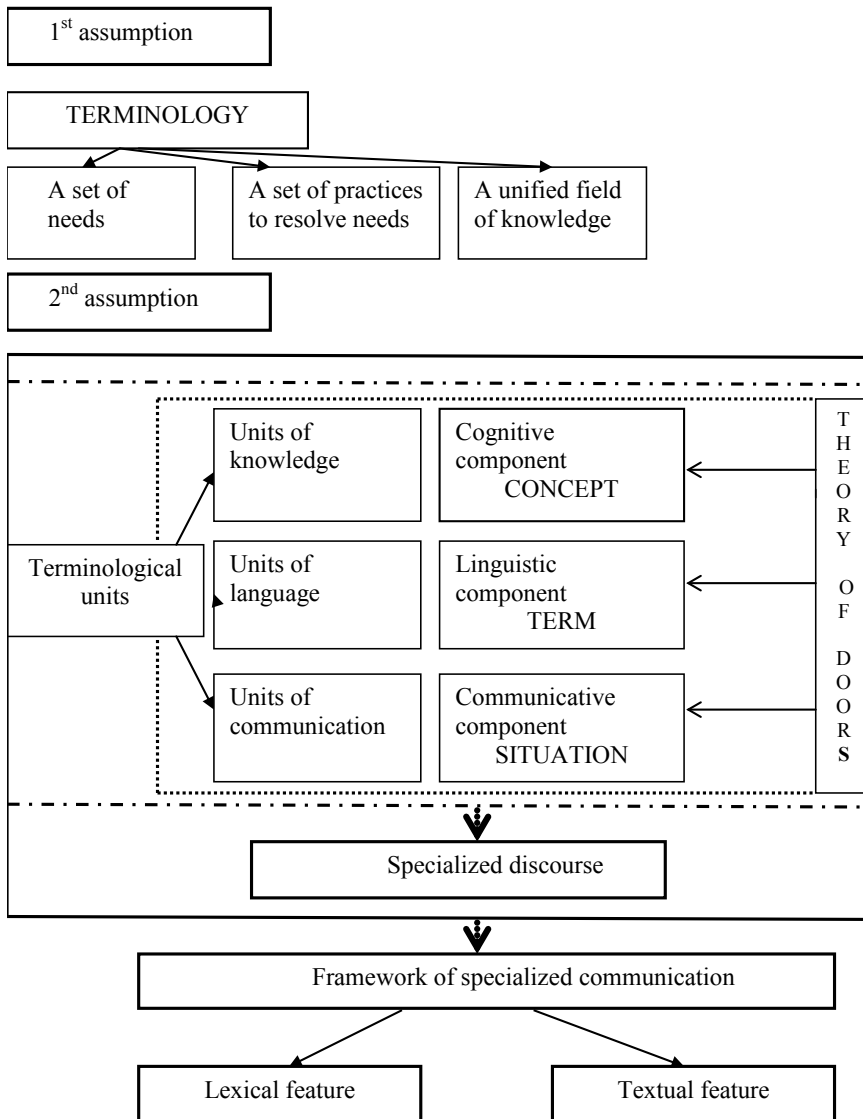 1st assumption
TERMINOLOGY
A set of
needs
A set of practices
to resolve needs
A unified field
of knowledge
2nd assumption
Units of
knowledge
Cognitive
component
CONCEPT
Terminological
units
Units of
language
Linguistic
component
TERM
Units of
communication
Communicative
component
SITUATION
T
H
E
O
R
Y
O
F
D
O
O
R
S
Specialized discourse
Framework of specialized communication
Lexical feature
Textual feature